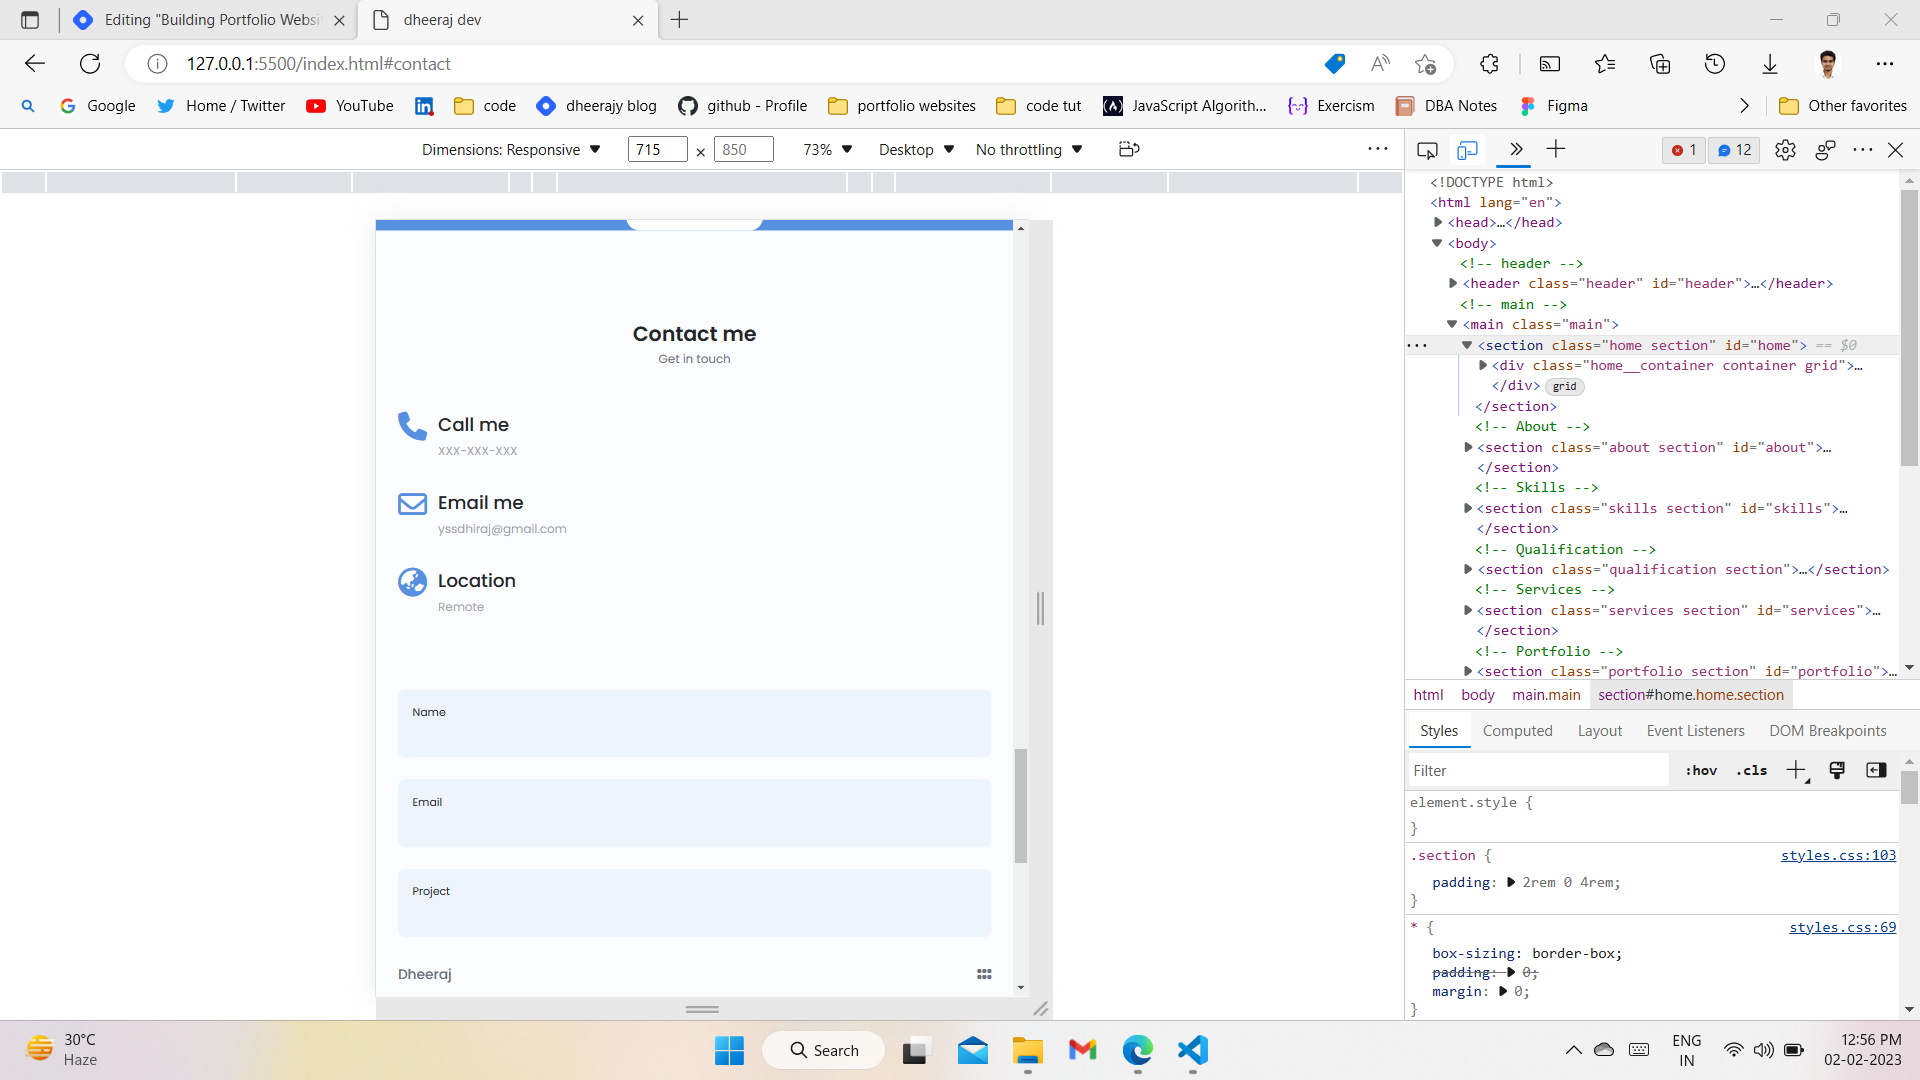 Editing "Building Portfolio Websi
dheeraj dev
127.0.0.1:5500/index.html#contact
Google
Home / Twitter
YouTube
code
dheerajy blog
github - Profile
portfolio websites
code tut
JavaScript Algorith...
Exercism
DBA Notes
Figma
Other favorites
Dimensions: Responsive
715 × 850
73%
Desktop
No throttling
1
12
Contact me
Get in touch
Call me
xxx-xxx-xxx
Email me
yssdhiraj@gmail.com
Location
Remote
Name
Email
Project
Dheeraj
<!DOCTYPE html>
<html lang="en">
<head>…</head>
<body>
<!-- header -->
<header class="header" id="header">…</header>
<!-- main -->
<main class="main">
<section class="home section" id="home"> == $0
<div class="home__container container grid">…
</div> grid
</section>
<!-- About -->
<section class="about section" id="about">…
</section>
<!-- Skills -->
<section class="skills section" id="skills">…
</section>
<!-- Qualification -->
<section class="qualification section">…</section>
<!-- Services -->
<section class="services section" id="services">…
</section>
<!-- Portfolio -->
<section class="portfolio section" id="portfolio">…
html body main.main section#home.home.section
Styles Computed Layout Event Listeners DOM Breakpoints
Filter
:hov .cls
element.style {
}
.section {
styles.css:103
padding: 2rem 0 4rem;
}
* {
styles.css:69
box-sizing: border-box;
padding: 0;
margin: 0;
}
30°C
Haze
Search
ENG
IN
12:56 PM
02-02-2023